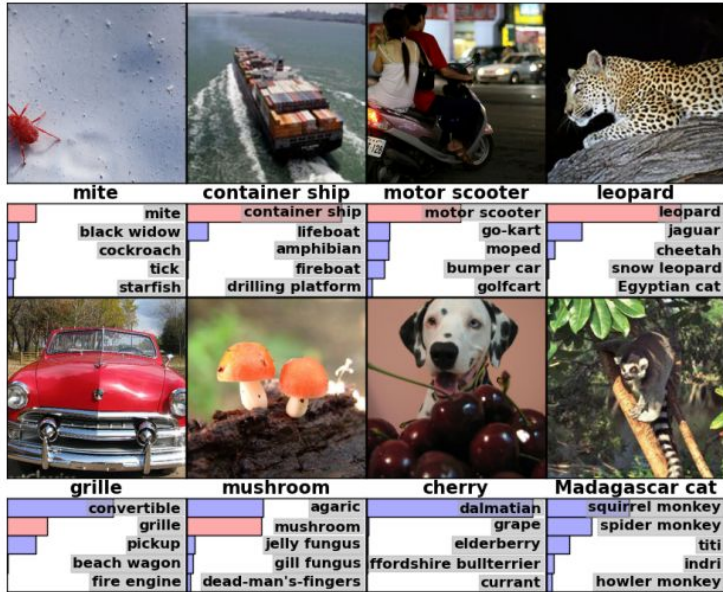 mite
container ship
motor scooter
leopard
mite
black widow
cockroach
tick
starfish
container ship
lifeboat
amphibian
fireboat
drilling platform
motor scooter
go-kart
moped
bumper car
golfcart
leopard
jaguar
cheetah
snow leopard
Egyptian cat
grille
mushroom
cherry
Madagascar cat
convertible
grille
pickup
beach wagon
fire engine
agaric
mushroom
jelly fungus
gill fungus
dead-man's-fingers
dalmatian
grape
elderberry
ffordshire bullterrier
currant
squirrel monkey
spider monkey
titi
indri
howler monkey